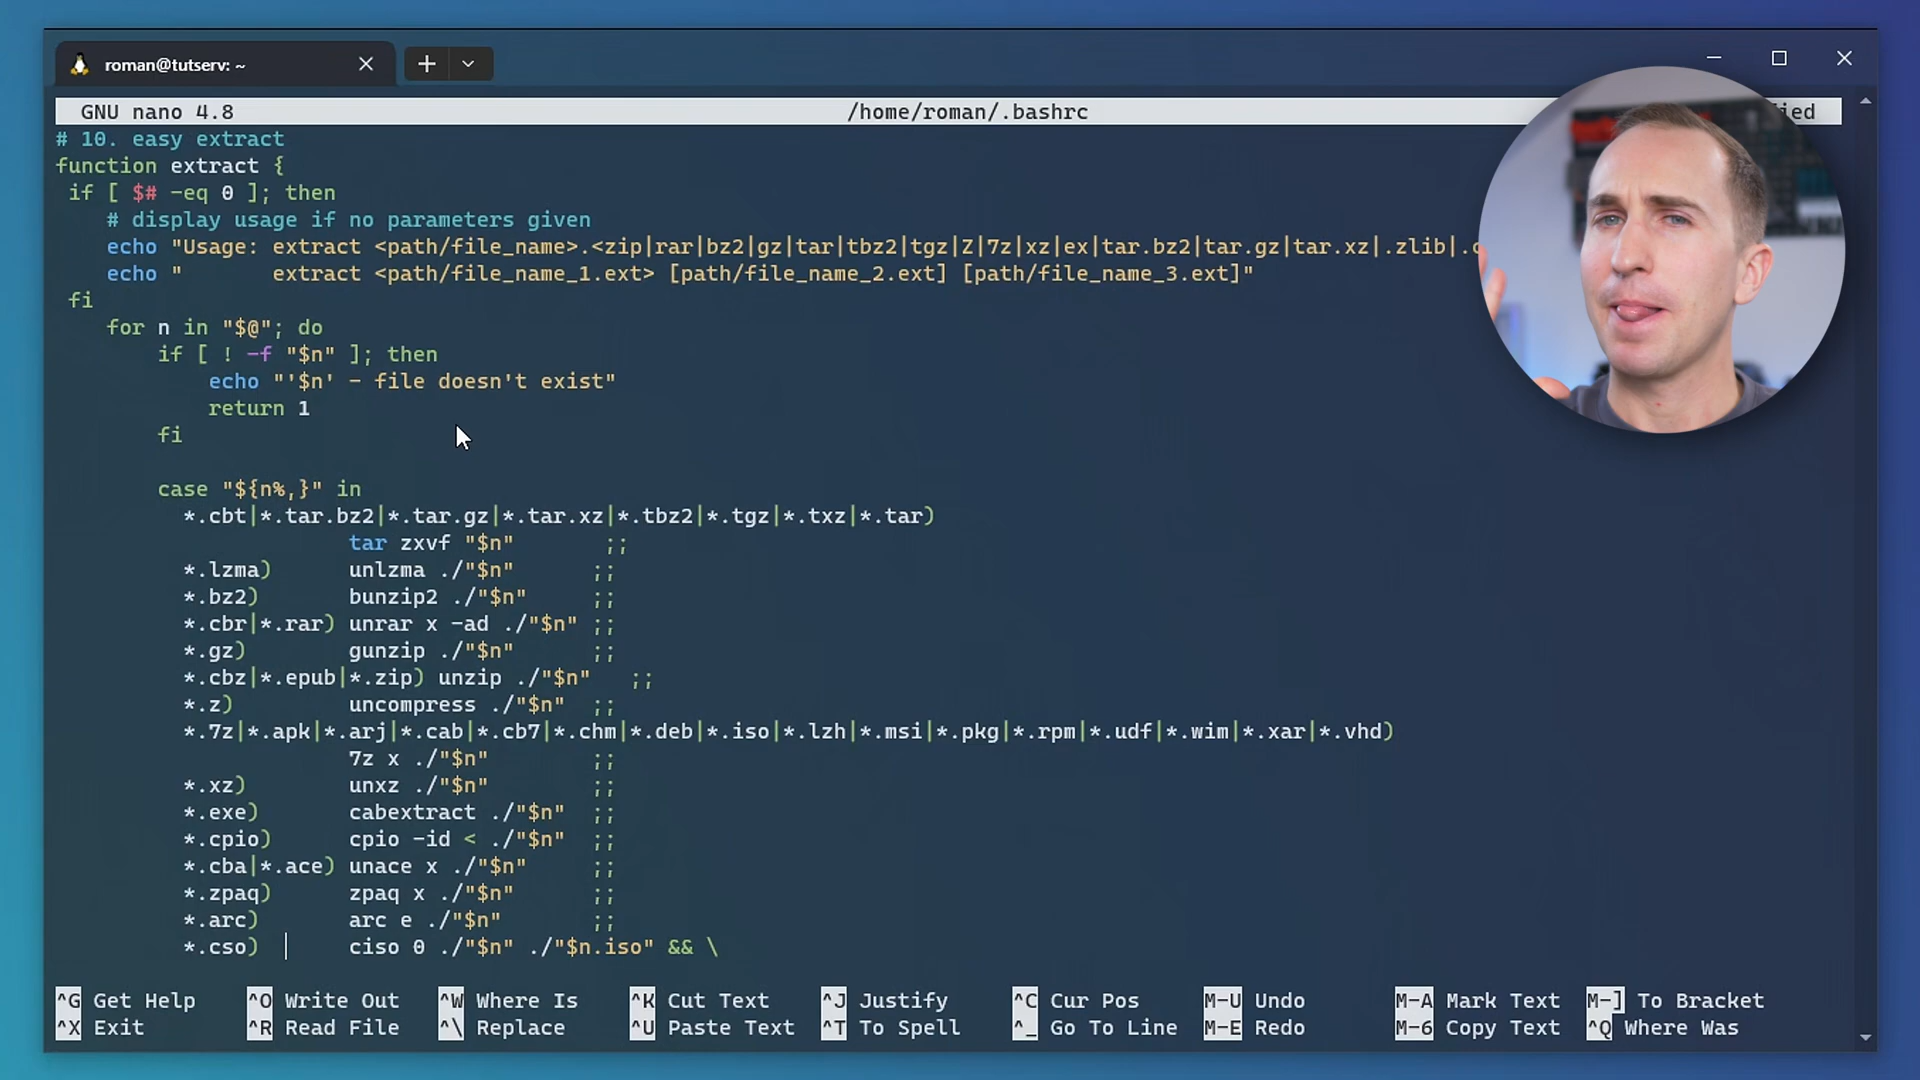 roman@tutserv: ~
GNU nano 4.8 /home/roman/.bashrc ied
# 10. easy extract
function extract {
if [ $# -eq 0 ]; then
# display usage if no parameters given
echo "Usage: extract <path/file_name>.<zip|rar|bz2|gz|tar|tbz2|tgz|Z|7z|xz|ex|tar.bz2|tar.gz|tar.xz|.zlib|.c
echo " extract <path/file_name_1.ext> [path/file_name_2.ext] [path/file_name_3.ext]"
fi
for n in "$@"; do
if [ ! -f "$n" ]; then
echo "'$n' - file doesn't exist"
return 1
fi
case "${n%,}" in
*.cbt|*.tar.bz2|*.tar.gz|*.tar.xz|*.tbz2|*.tgz|*.txz|*.tar)
tar zxvf "$n" ;;
*.lzma) unlzma ./"$n" ;;
*.bz2) bunzip2 ./"$n" ;;
*.cbr|*.rar) unrar x -ad ./"$n" ;;
*.gz) gunzip ./"$n" ;;
*.cbz|*.epub|*.zip) unzip ./"$n" ;;
*.z) uncompress ./"$n" ;;
*.7z|*.apk|*.arj|*.cab|*.cb7|*.chm|*.deb|*.iso|*.lzh|*.msi|*.pkg|*.rpm|*.udf|*.wim|*.xar|*.vhd)
7z x ./"$n" ;;
*.xz) unxz ./"$n" ;;
*.exe) cabextract ./"$n" ;;
*.cpio) cpio -id < ./"$n" ;;
*.cba|*.ace) unace x ./"$n" ;;
*.zpaq) zpaq x ./"$n" ;;
*.arc) arc e ./"$n" ;;
*.cso) ciso 0 ./"$n" ./"$n.iso" && \
^G Get Help ^O Write Out ^W Where Is ^K Cut Text ^J Justify ^C Cur Pos M-U Undo M-A Mark Text M-] To Bracket
^X Exit ^R Read File ^\ Replace ^U Paste Text ^T To Spell ^_ Go To Line M-E Redo M-6 Copy Text ^Q Where Was